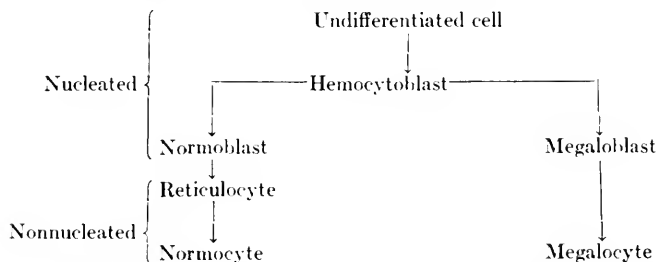 Undifferentiated cell
Nucleated
Hemocytoblast
Normoblast Megaloblast
Reticulocyte
Nonnucleated
Normocyte Megalocyte